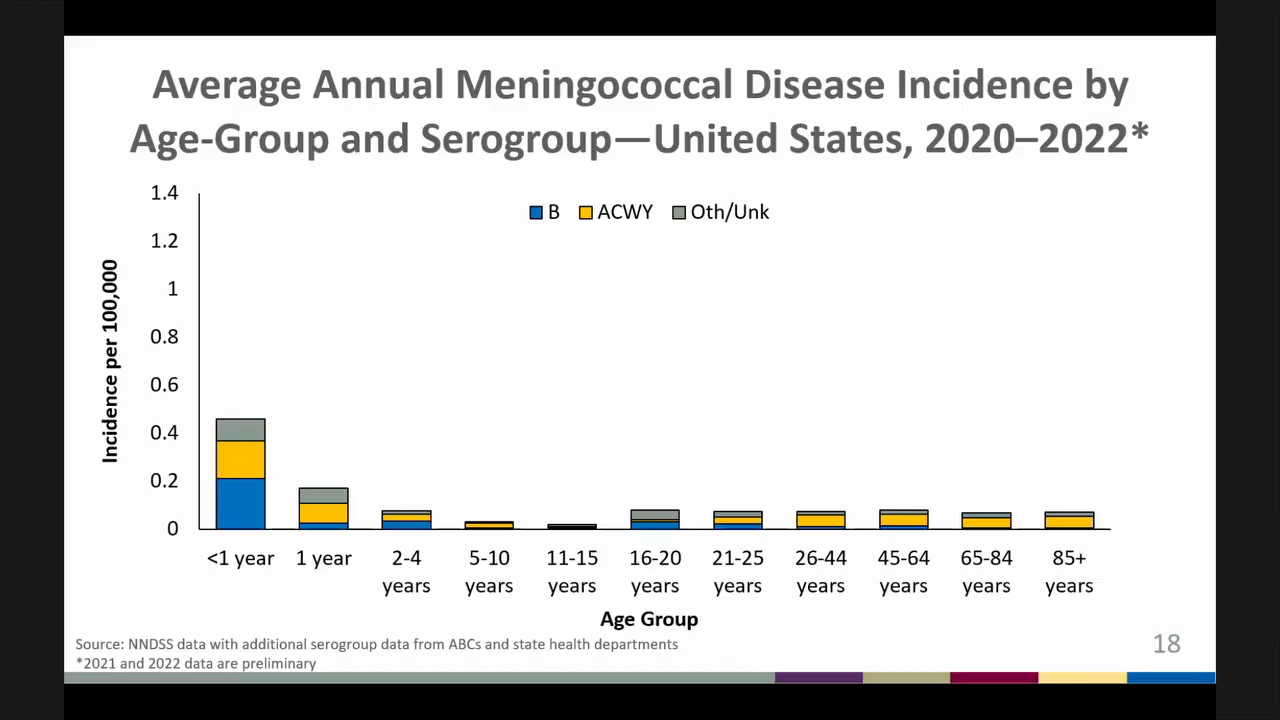 Average Annual Meningococcal Disease Incidence by
Age-Group and Serogroup—United States, 2020–2022*
B ACWY Oth/Unk
Incidence per 100,000
1.4
1.2
1
0.8
0.6
0.4
0.2
0
<1 year 1 year 2-4 5-10 11-15 16-20 21-25 26-44 45-64 65-84 85+
years years years years years years years years years
Age Group
Source: NNDSS data with additional serogroup data from ABCs and state health departments
*2021 and 2022 data are preliminary
18